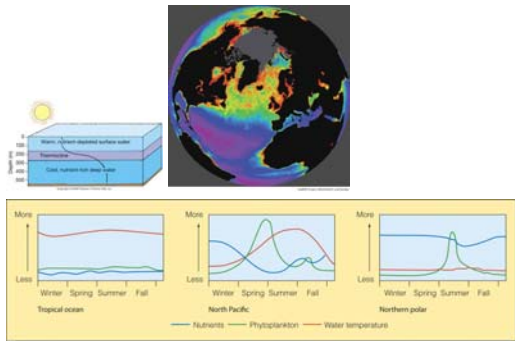 0
Warm, nutrient-depleted surface water
100
200
Thermocline
300
Cold, nutrient-rich deep water
400
500
Depth (m)
More
Less
Winter Spring Summer Fall
Tropical ocean
More
Less
Winter Spring Summer Fall
North Pacific
More
Less
Winter Spring Summer Fall
Northern polar
Nutrients Phytoplankton Water temperature